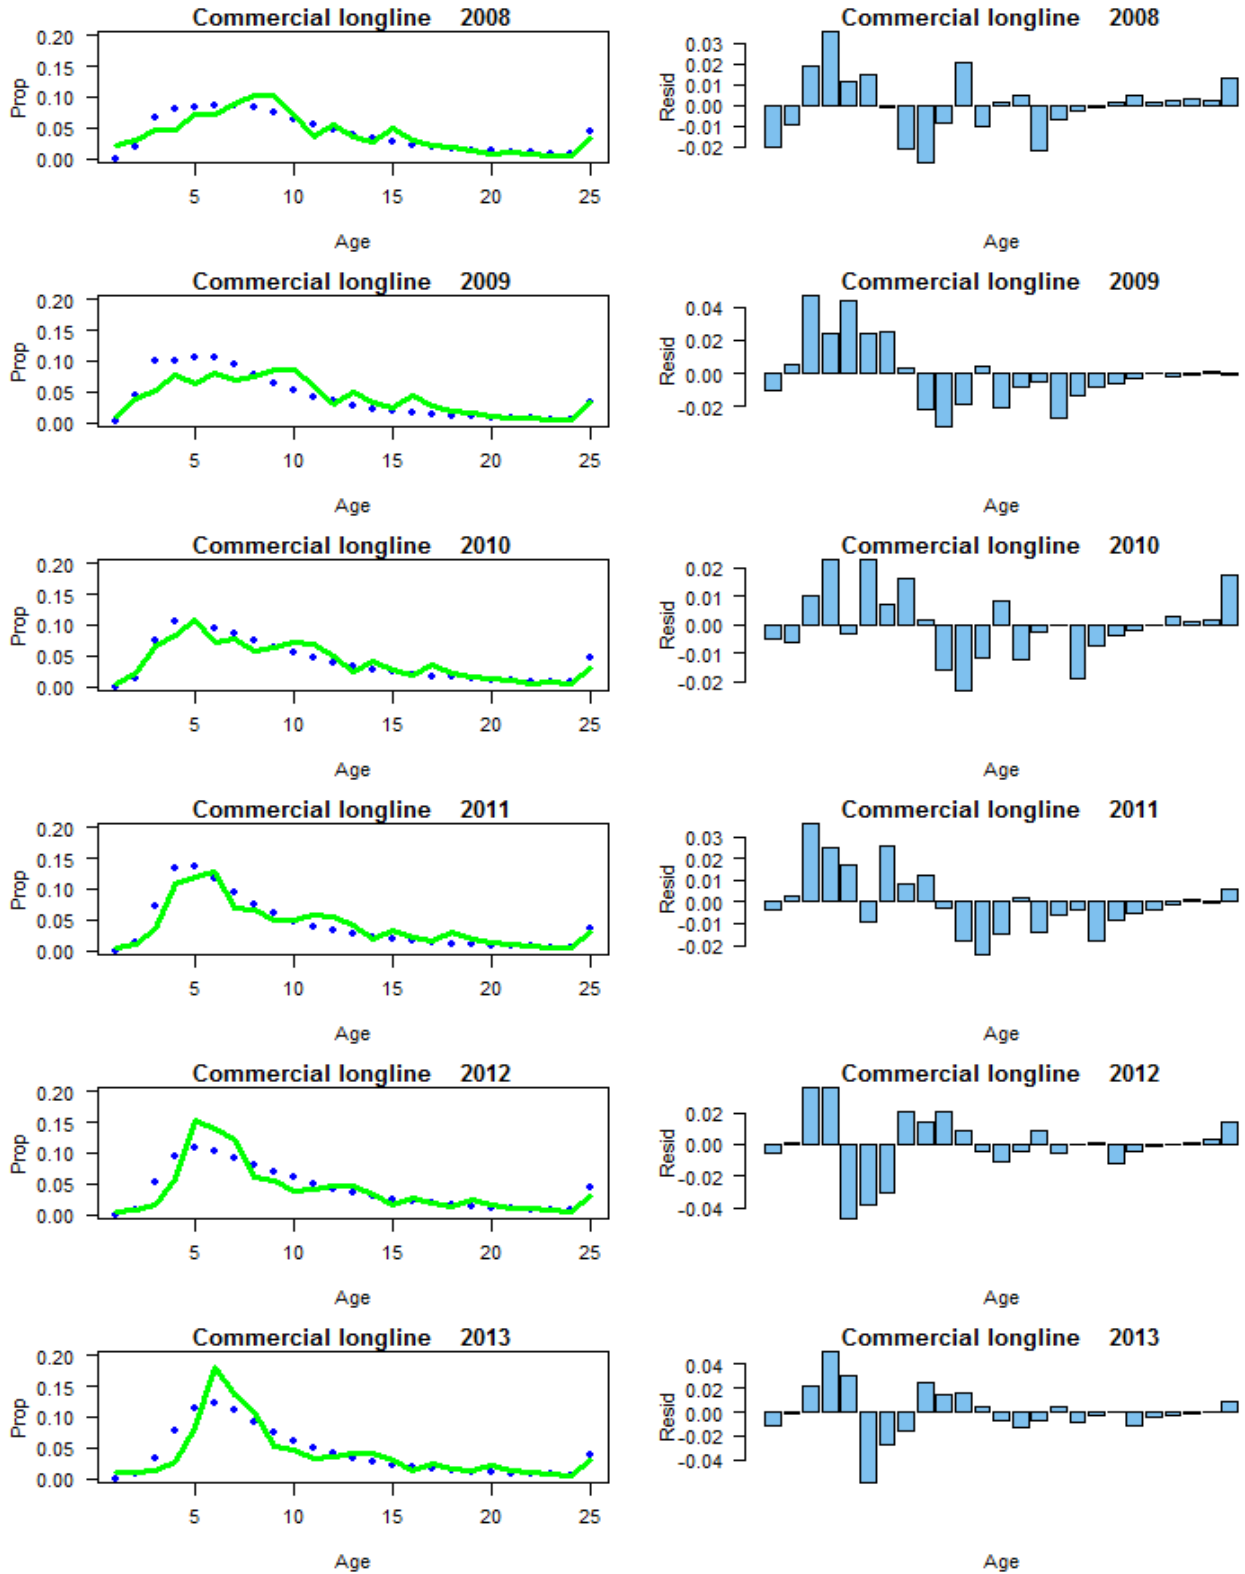 Commercial longline 2008
Prop
0.20
0.15
0.10
0.05
0.00
5 10 15 20 25
Age
Commercial longline 2008
Resid
0.03
0.02
0.01
0.00
-0.01
-0.02
Age
Commercial longline 2009
Prop
0.20
0.15
0.10
0.05
0.00
5 10 15 20 25
Age
Commercial longline 2009
Resid
0.04
0.02
0.00
-0.02
Age
Commercial longline 2010
Prop
0.20
0.15
0.10
0.05
0.00
5 10 15 20 25
Age
Commercial longline 2010
Resid
0.02
0.01
0.00
-0.01
-0.02
Age
Commercial longline 2011
Prop
0.20
0.15
0.10
0.05
0.00
5 10 15 20 25
Age
Commercial longline 2011
Resid
0.03
0.02
0.01
0.00
-0.01
-0.02
Age
Commercial longline 2012
Prop
0.20
0.15
0.10
0.05
0.00
5 10 15 20 25
Age
Commercial longline 2012
Resid
0.02
0.00
-0.02
-0.04
Age
Commercial longline 2013
Prop
0.20
0.15
0.10
0.05
0.00
5 10 15 20 25
Age
Commercial longline 2013
Resid
0.04
0.02
0.00
-0.02
-0.04
Age